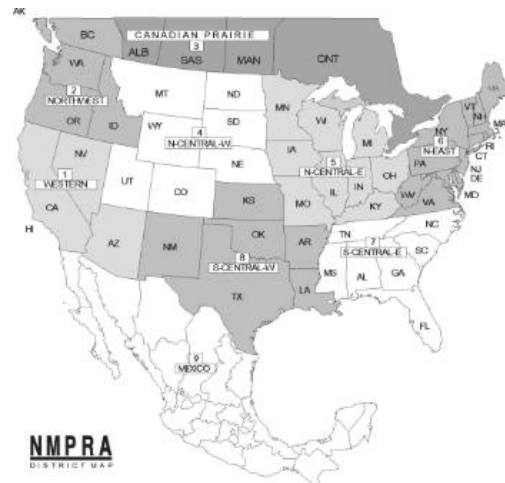 AK
BC
ALB
CANADIAN PRAIRIE
3
SAS
MAN
ONT
WA
2
NORTHWEST
OR
ID
MT
ND
MN
WI
MI
VT
NH
MA
NY
6
N-EAST
RI
CT
WY
SD
4
N-CENTRAL-W
NE
IA
5
N-CENTRAL-E
IL
IN
OH
PA
NJ
DE
MD
NV
1
WESTERN
CA
UT
CO
KS
MO
KY
WV
VA
HI
AZ
NM
OK
AR
8
S-CENTRAL-W
TX
LA
TN
NC
7
S-CENTRAL-E
SC
MS
AL
GA
FL
9
MEXICO
NMPRA
DISTRICT MAP